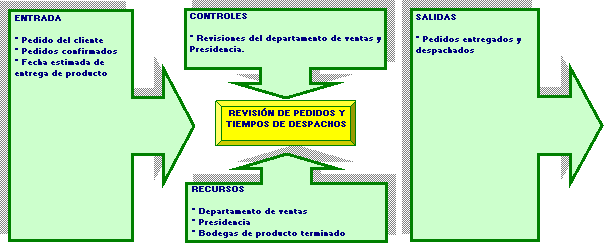 ENTRADA
* Pedido del cliente
* Pedidos confirmados
* Fecha estimada de
entrega de producto
CONTROLES
* Revisiones del departamento de ventas y
Presidencia.
SALIDAS
* Pedidos entregados y
despachados
REVISIÓN DE PEDIDOS Y
TIEMPOS DE DESPACHOS
RECURSOS
* Departamento de ventas
* Presidencia
* Bodegas de producto terminado